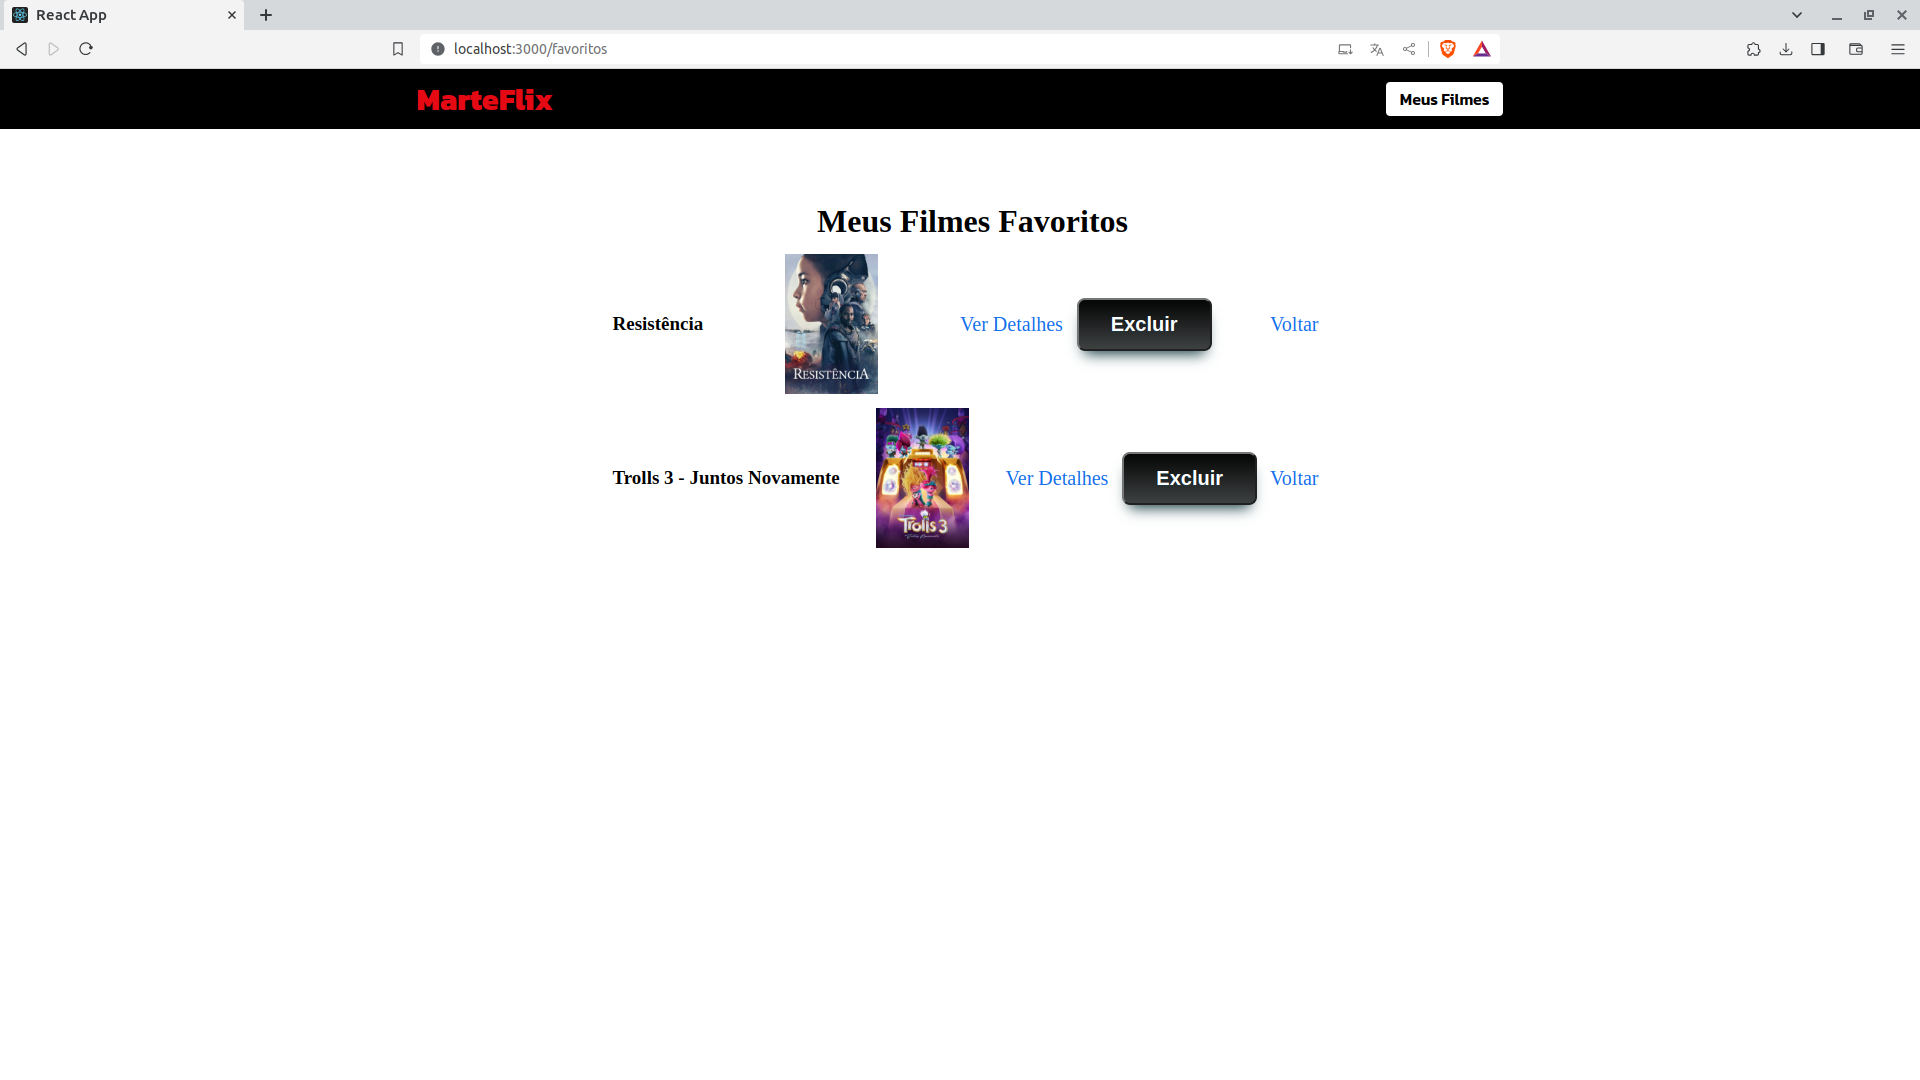 React App
localhost:3000/favoritos
MarteFlix
Meus Filmes
Meus Filmes Favoritos
Resistência
RESISTÊNCIA
Ver Detalhes
Excluir
Voltar
Trolls 3 - Juntos Novamente
Trolls 3
Ver Detalhes
Excluir
Voltar